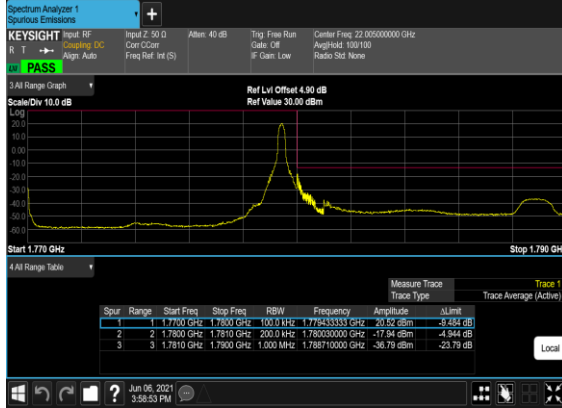 Spectrum Analyzer 1
Spurious Emissions
+
KEYSIGHT Input: RF Input Z: 50 Ω Atten: 40 dB Trig: Free Run Center Freq: 22.005000000 GHz
R T Coupling: DC Corr CCorr Gate: Off Avg|Hold: 100/100
Align: Auto Freq Ref: Int (S) IF Gain: Low Radio Std: None
PASS
3 All Range Graph
Ref Lvl Offset 4.90 dB
Scale/Div 10.0 dB Ref Value 30.00 dBm
Log
20.0
10.0
0.00
-10.0
-20.0
-30.0
-40.0
-50.0
-60.0
Start 1.770 GHz Stop 1.790 GH
4 All Range Table
Measure Trace Trace 1
Trace Type Trace Average (Active)
Spur Range Start Freq Stop Freq RBW Frequency Amplitude ΔLimit
1 1 1.7700 GHz 1.7800 GHz 100.0 kHz 1.779433333 GHz 20.52 dBm -9.484 dB
2 2 1.7800 GHz 1.7810 GHz 200.0 kHz 1.780030000 GHz -17.94 dBm -4.944 dB
3 3 1.7810 GHz 1.7900 GHz 1.000 MHz 1.788710000 GHz -36.79 dBm -23.79 dB
Local
? Jun 06, 2021
3:58:53 PM